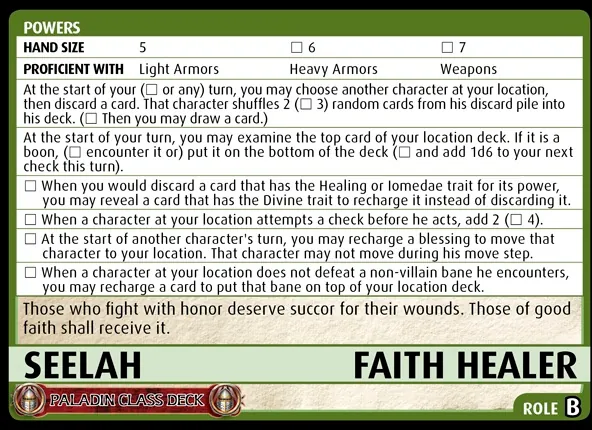 POWERS
HAND SIZE 5 ☐ 6 ☐ 7
PROFICIENT WITH Light Armors Heavy Armors Weapons
At the start of your (☐ or any) turn, you may choose another character at your location,
then discard a card. That character shuffles 2 (☐ 3) random cards from his discard pile into
his deck. (☐ Then you may draw a card.)
At the start of your turn, you may examine the top card of your location deck. If it is a
boon, (☐ encounter it or) put it on the bottom of the deck (☐ and add 1d6 to your next
check this turn).
☐ When you would discard a card that has the Healing or Iomedae trait for its power,
you may reveal a card that has the Divine trait to recharge it instead of discarding it.
☐ When a character at your location attempts a check before he acts, add 2 (☐ 4).
☐ At the start of another character's turn, you may recharge a blessing to move that
character to your location. That character may not move during his move step.
☐ When a character at your location does not defeat a non-villain bane he encounters,
you may recharge a card to put that bane on top of your location deck.
Those who fight with honor deserve succor for their wounds. Those of good
faith shall receive it.
SEELAH FAITH HEALER
PALADIN CLASS DECK
ROLE B